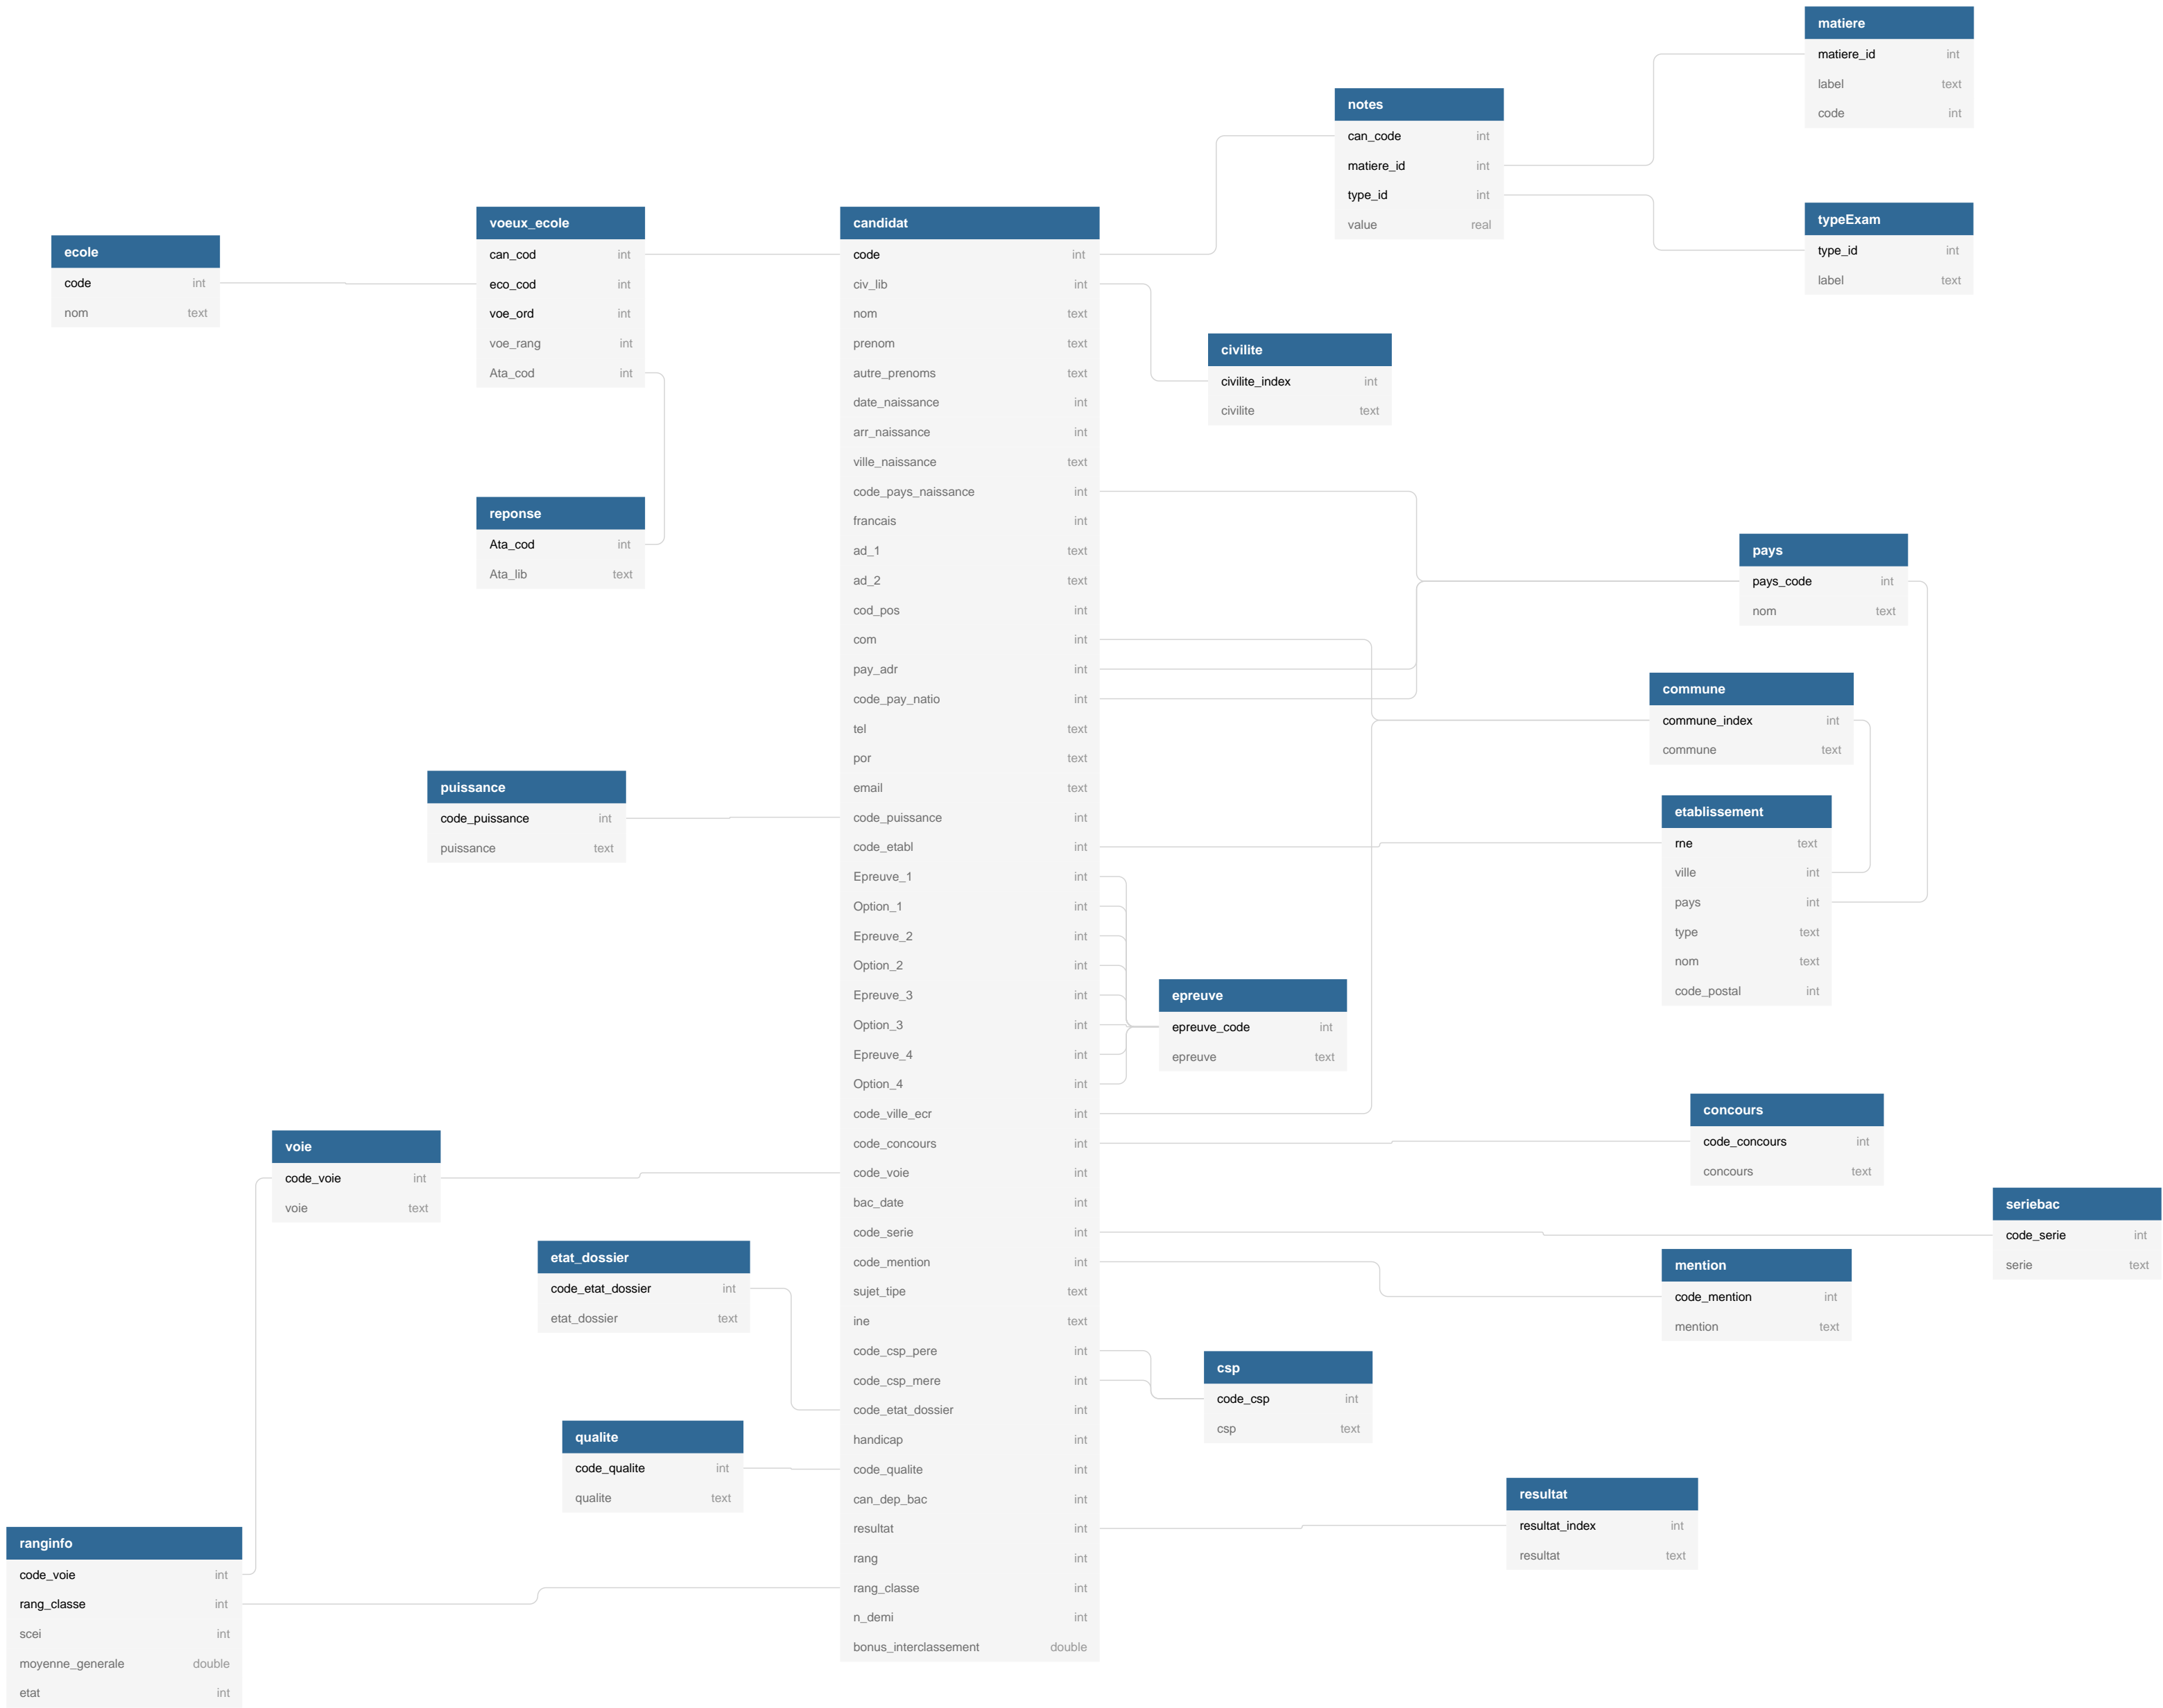 matiere
matiere_id int
label text
code int
notes
can_code int
matiere_id int
type_id int
value real
typeExam
type_id int
label text
ecole
code int
nom text
voeux_ecole
can_cod int
eco_cod int
voe_ord int
voe_rang int
Ata_cod int
reponse
Ata_cod int
Ata_lib text
candidat
code int
civ_lib int
nom text
prenom text
autre_prenoms text
date_naissance int
arr_naissance int
ville_naissance text
code_pays_naissance int
francais int
ad_1 text
ad_2 text
cod_pos int
com int
pay_adr int
code_pay_natio int
tel text
por text
email text
code_puissance int
code_etabl int
Epreuve_1 int
Option_1 int
Epreuve_2 int
Option_2 int
Epreuve_3 int
Option_3 int
Epreuve_4 int
Option_4 int
code_ville_ecr int
code_concours int
code_voie int
bac_date int
code_serie int
code_mention int
sujet_tipe text
ine text
code_csp_pere int
code_csp_mere int
code_etat_dossier int
handicap int
code_qualite int
can_dep_bac int
resultat int
rang int
rang_classe int
n_demi int
bonus_interclassement double
civilite
civilite_index int
civilite text
pays
pays_code int
nom text
commune
commune_index int
commune text
etablissement
rne text
ville int
pays int
type text
nom text
code_postal int
puissance
code_puissance int
puissance text
epreuve
epreuve_code int
epreuve text
concours
code_concours int
concours text
seriebac
code_serie int
serie text
mention
code_mention int
mention text
voie
code_voie int
voie text
etat_dossier
code_etat_dossier int
etat_dossier text
csp
code_csp int
csp text
qualite
code_qualite int
qualite text
resultat
resultat_index int
resultat text
ranginfo
code_voie int
rang_classe int
scei int
moyenne_generale double
etat int